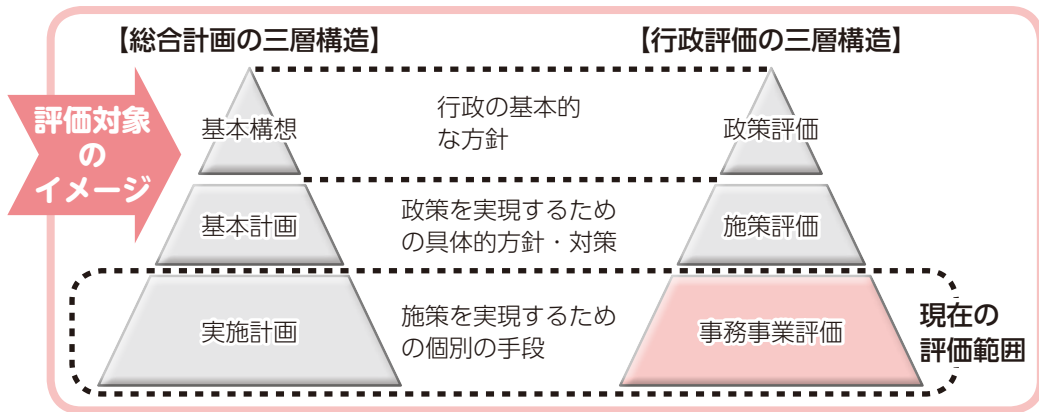 【総合計画の三層構造】
【行政評価の三層構造】
評価対象
の
イメージ
基本構想
行政の基本的
な方針
政策評価
基本計画
政策を実現するため
の具体的方針・対策
施策評価
実施計画
施策を実現するため
の個別の手段
事務事業評価
現在の
評価範囲